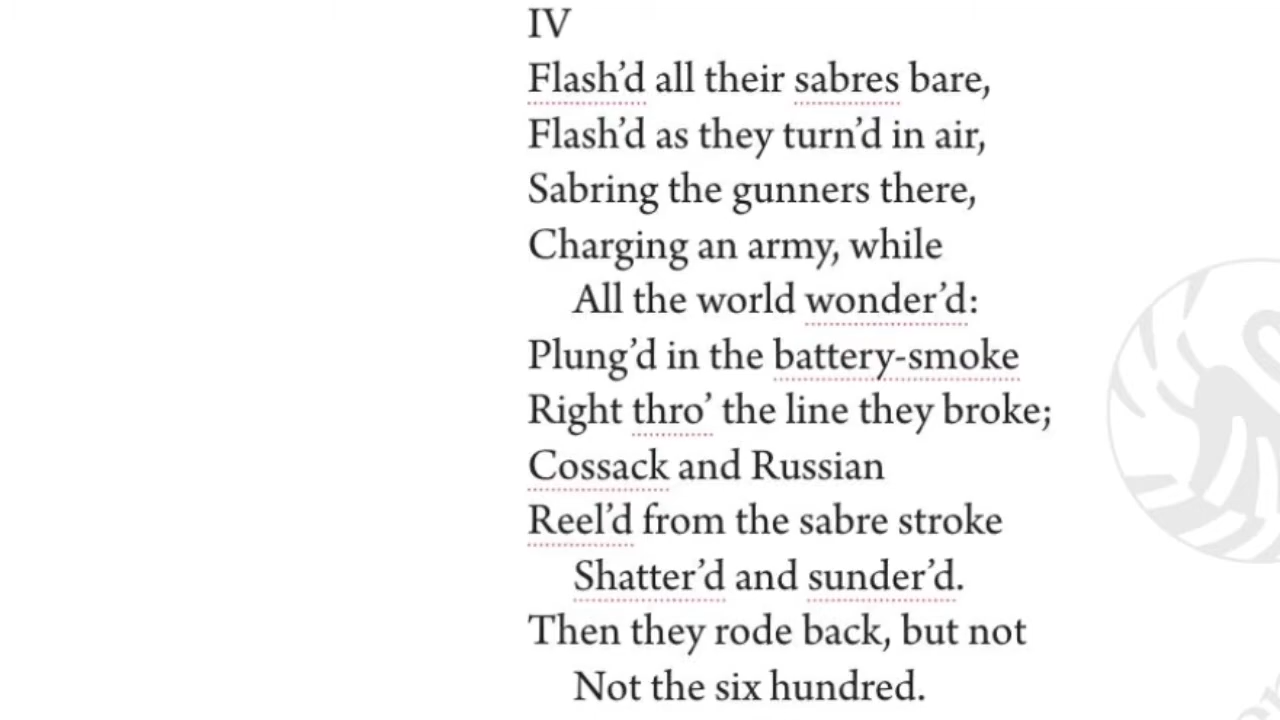 IV
Flash’d all their sabres bare,
Flash’d as they turn’d in air,
Sabring the gunners there,
Charging an army, while
All the world wonder’d:
Plung’d in the battery-smoke
Right thro’ the line they broke;
Cossack and Russian
Reel’d from the sabre stroke
Shatter’d and sunder’d.
Then they rode back, but not
Not the six hundred.